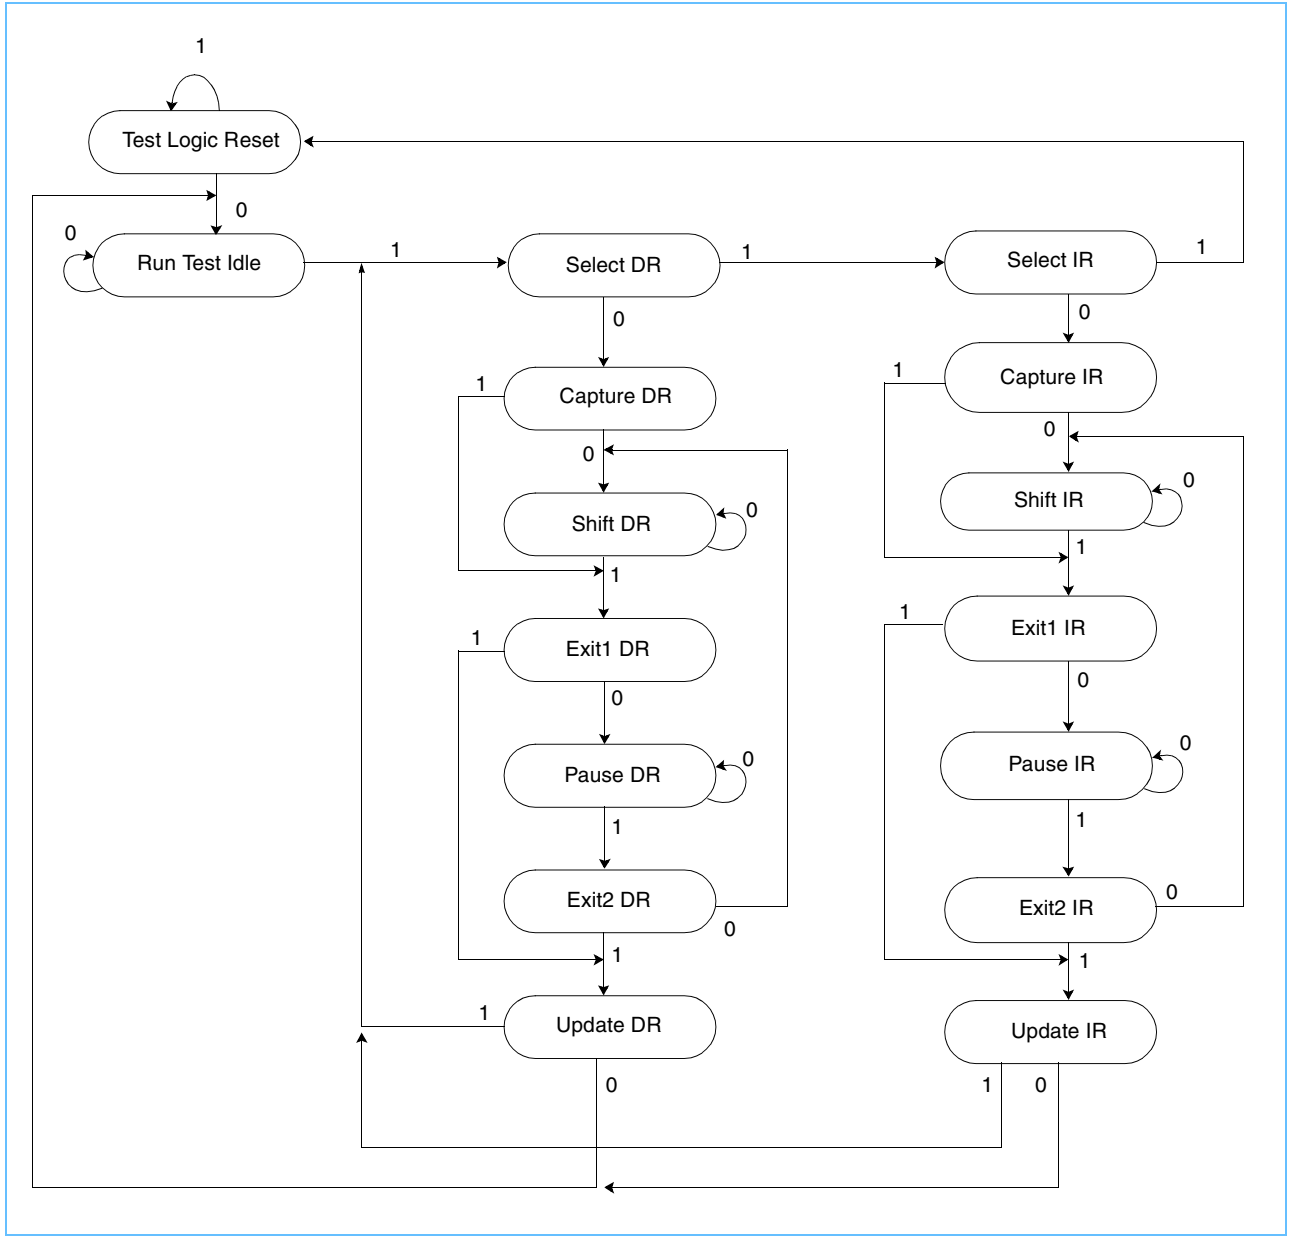 1
Test Logic Reset
0
0
Run Test Idle
1
Select DR
1
Select IR
1
0
0
1
Capture DR
1
Capture IR
0
0
Shift DR
0
Shift IR
0
1
1
1
Exit1 DR
1
Exit1 IR
0
0
Pause DR
0
Pause IR
0
1
1
Exit2 DR
0
Exit2 IR
0
1
1
1
Update DR
Update IR
0
1
0